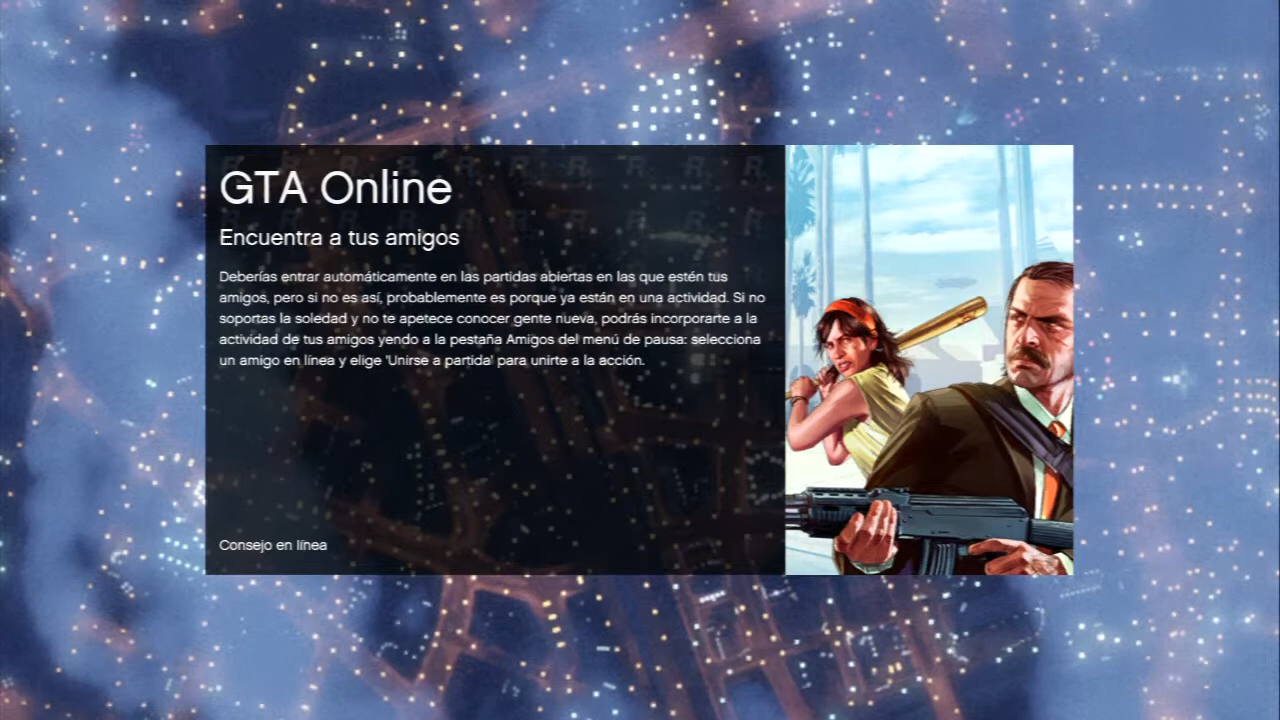 GTA Online
Encuentra a tus amigos
Deberías entrar automáticamente en las partidas abiertas en las que estén tus
amigos, pero si no es así, probablemente es porque ya están en una actividad. Si no
soportas la soledad y no te apetece conocer gente nueva, podrás incorporarte a la
actividad de tus amigos yendo a la pestaña Amigos del menú de pausa: selecciona
un amigo en línea y elige 'Unirse a partida' para unirte a la acción.
Consejo en línea